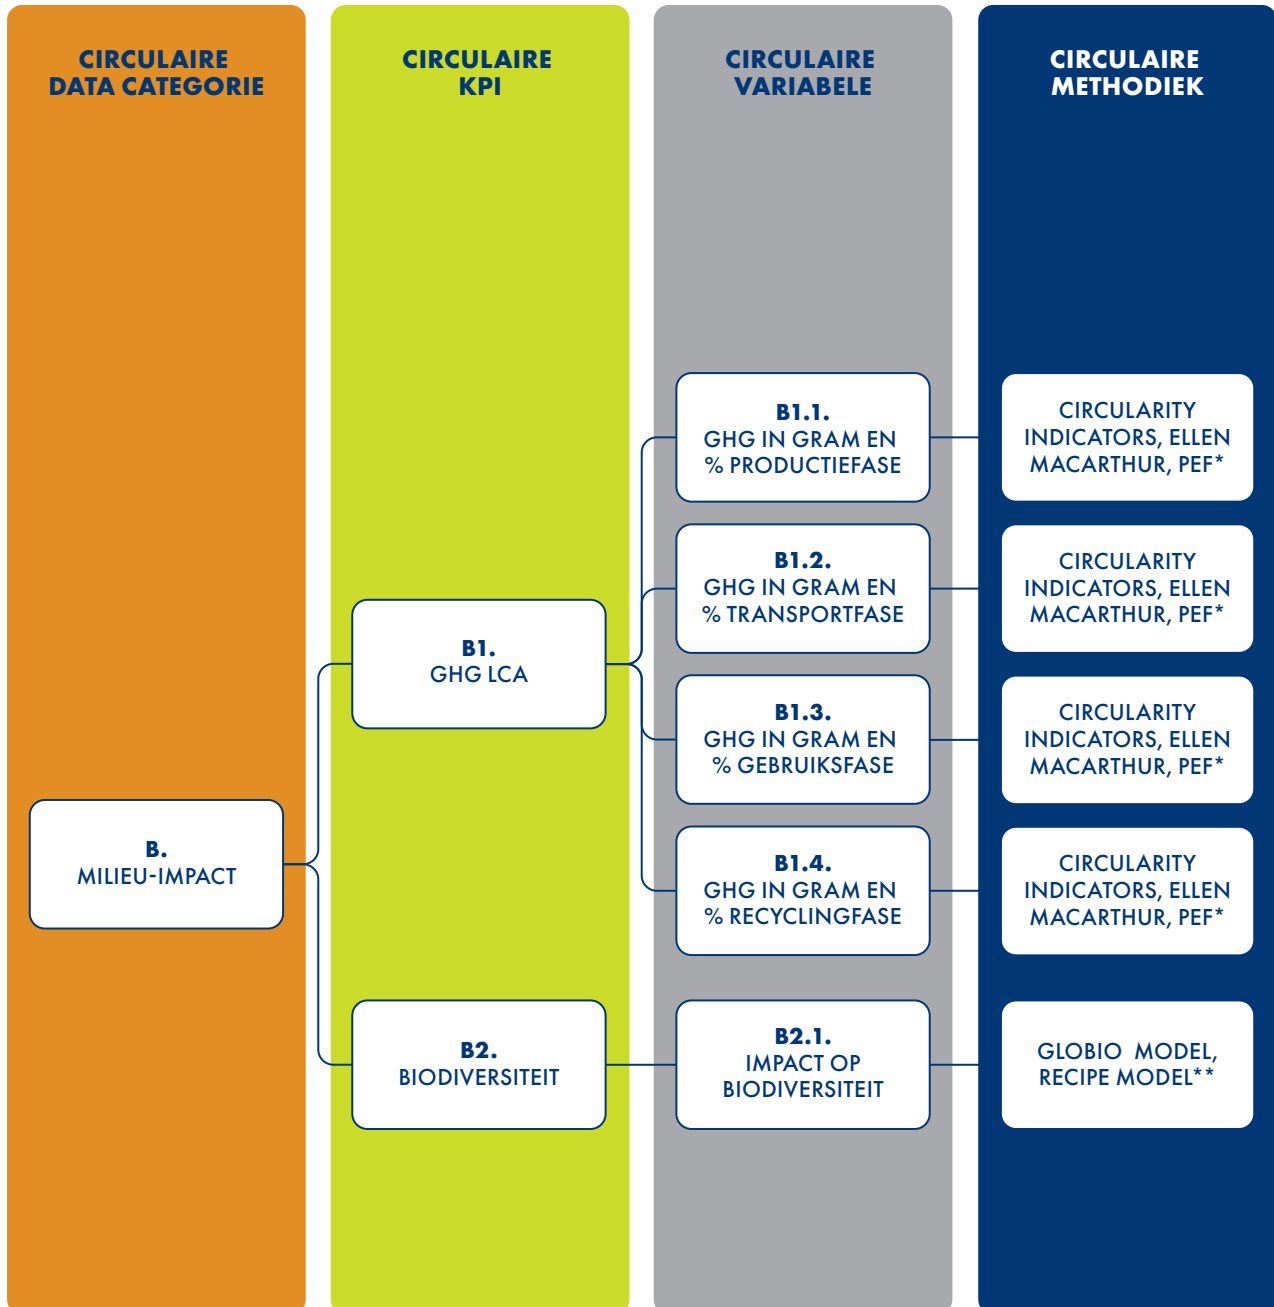 CIRCULAIRE
DATA CATEGORIE
CIRCULAIRE
KPI
CIRCULAIRE
VARIABELE
CIRCULAIRE
METHODIEK
B.
MILIEU-IMPACT
B1.
GHG LCA
B2.
BIODIVERSITEIT
B1.1.
GHG IN GRAM EN
% PRODUCTIEFASE
B1.2.
GHG IN GRAM EN
% TRANSPORTFASE
B1.3.
GHG IN GRAM EN
% GEBRUIKSFASE
B1.4.
GHG IN GRAM EN
% RECYCLINGFASE
B2.1.
IMPACT OP
BIODIVERSITEIT
CIRCULARITY
INDICATORS, ELLEN
MACARTHUR, PEF*
CIRCULARITY
INDICATORS, ELLEN
MACARTHUR, PEF*
CIRCULARITY
INDICATORS, ELLEN
MACARTHUR, PEF*
CIRCULARITY
INDICATORS, ELLEN
MACARTHUR, PEF*
GLOBIO MODEL,
RECIPE MODEL**